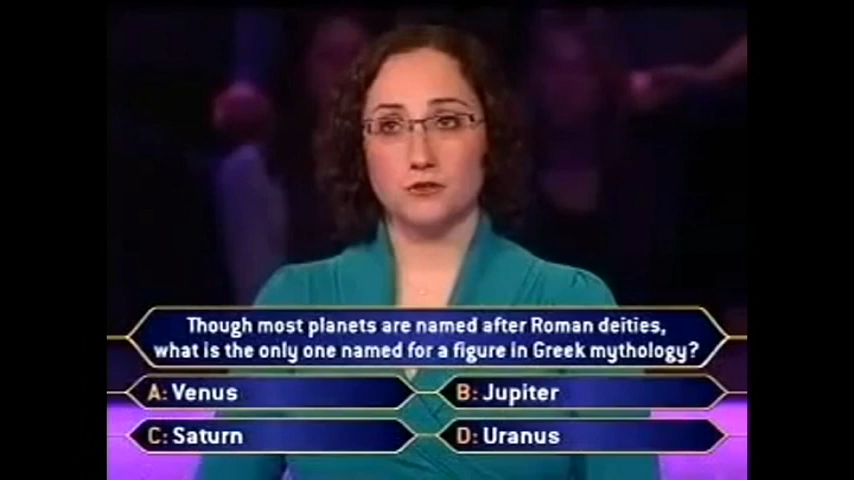 Though most planets are named after Roman deities,
what is the only one named for a figure in Greek mythology?
A: Venus
B: Jupiter
C: Saturn
D: Uranus